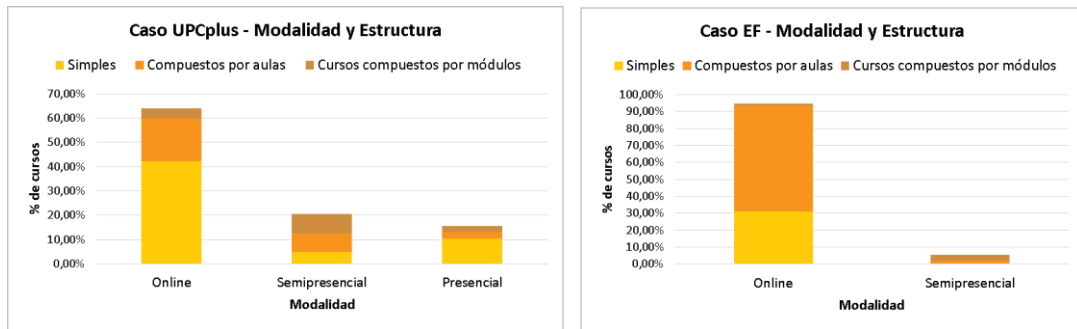 Caso UPCplus - Modalidad y Estructura
Simples Compuestos por aulas Cursos compuestos por módulos
70,00%
60,00%
50,00%
40,00%
30,00%
20,00%
10,00%
0,00%
% de cursos
Online Semipresencial Presencial
Modalidad
Caso EF - Modalidad y Estructura
Simples Compuestos por aulas Cursos compuestos por módulos
100,00%
90,00%
80,00%
70,00%
60,00%
50,00%
40,00%
30,00%
20,00%
10,00%
0,00%
% de cursos
Online Semipresencial
Modalidad